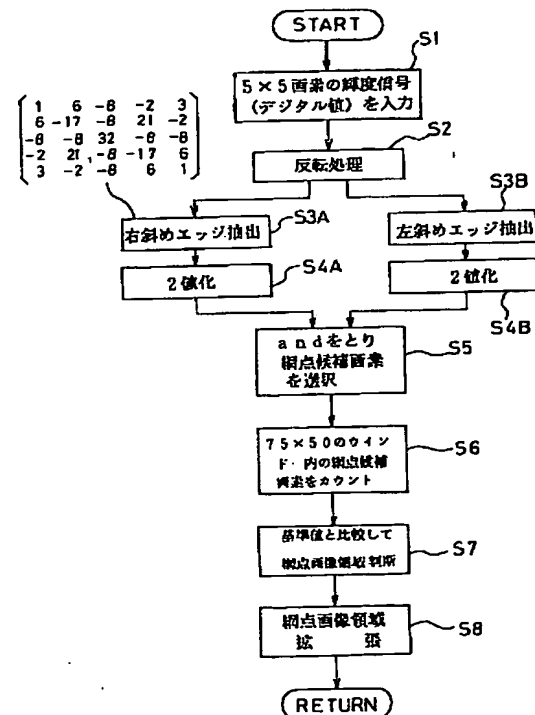 START
S1
5×5画素の輝度信号
(デジタル値)を入力
S2
反転処理
1 6 -8 -2 3
6 -17 -8 21 -2
-8 -8 32 -8 -8
-2 21 -8 -17 6
3 -2 -8 6 1
S3A
右斜めエッジ抽出
S3B
左斜めエッジ抽出
S4A
2値化
2値化
S4B
S5
andをとり
網点候補画素
を選択
S6
75×50のウイン
ド・内の網点候補
画素をカウント
S7
基準値と比較して
網点画像領域判断
S8
網点画像領域
拡 張
RETURN